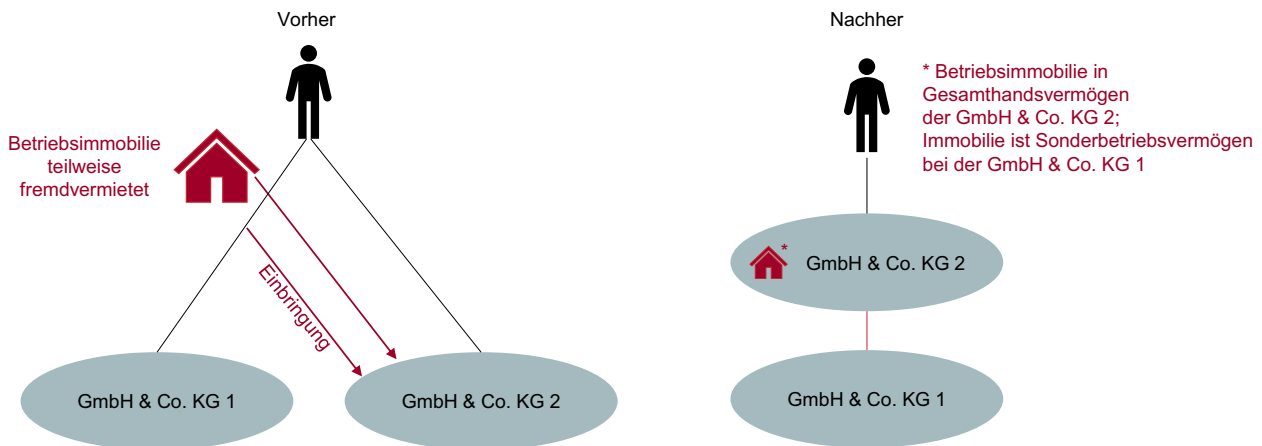 Vorher
Betriebsimmobilie
teilweise
fremdvermietet
Einbringung
GmbH & Co. KG 1
GmbH & Co. KG 2
Nachher
* Betriebsimmobilie in
Gesamthandsvermögen
der GmbH & Co. KG 2;
Immobilie ist Sonderbetriebsvermögen
bei der GmbH & Co. KG 1
*
GmbH & Co. KG 2
GmbH & Co. KG 1